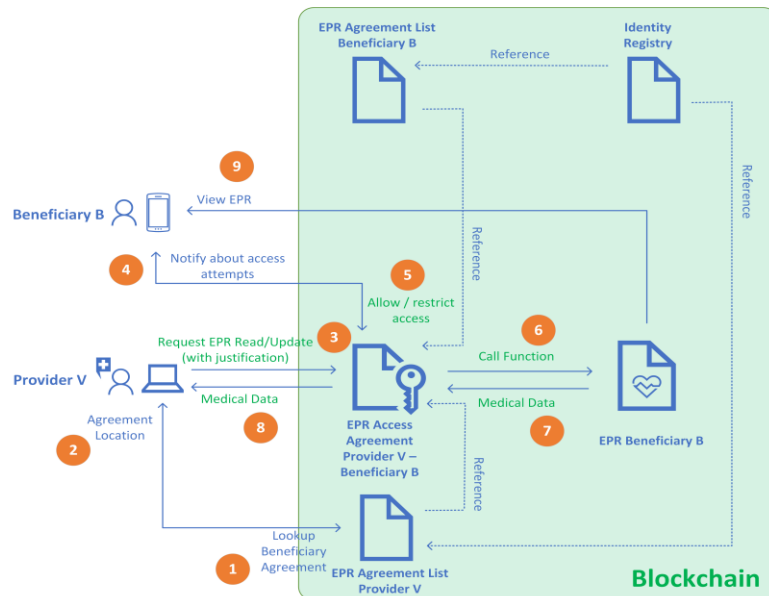 EPR Agreement List
Beneficiary B
Identity
Registry
Reference
Reference
9
View EPR
Beneficiary B
Reference
4
Notify about access
attempts
5
Allow / restrict
access
Request EPR Read/Update
(with justification)
3
6
Call Function
Provider V
Medical Data
Medical Data
8
7
Agreement
Location
2
EPR Access
Agreement
Provider V –
Beneficiary B
EPR Beneficiary B
Reference
1
Lookup
Beneficiary
Agreement
EPR Agreement List
Provider V
Blockchain